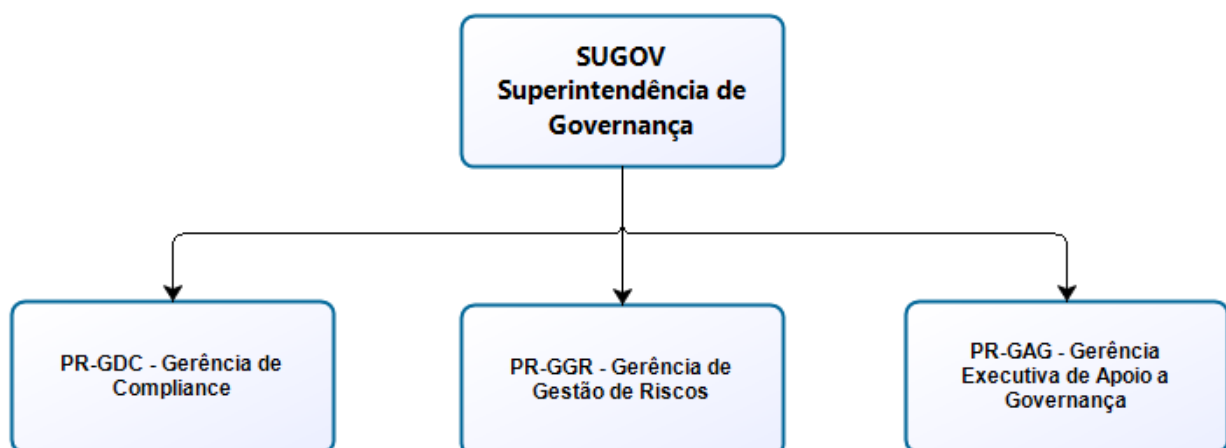 SUGOV
Superintendência de
Governança
PR-GDC - Gerência de
Compliance
PR-GGR - Gerência de
Gestão de Riscos
PR-GAG - Gerência
Executiva de Apoio a
Governança